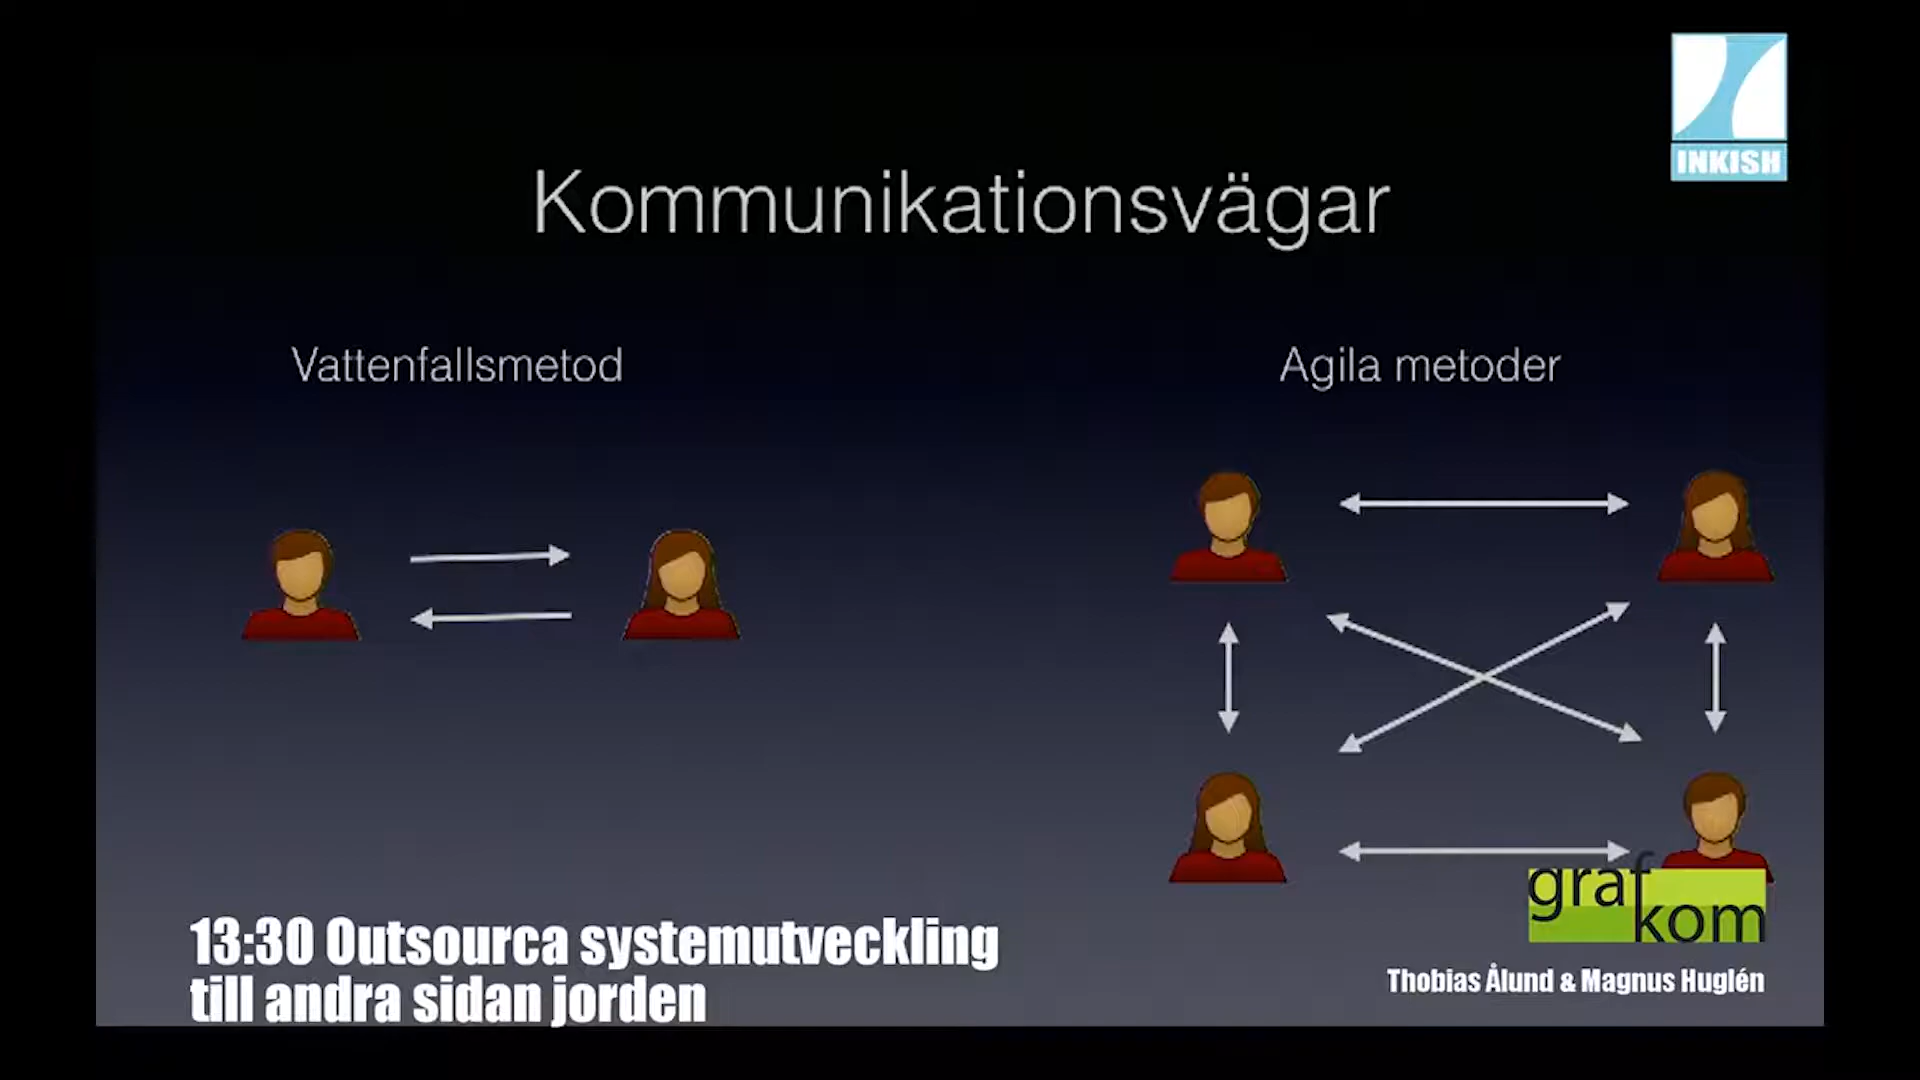 INKISH
Kommunikationsvägar
Vattenfallsmetod
Agila metoder
graf
kom
13:30 Outsourca systemutveckling
till andra sidan jorden
Thobias Ålund & Magnus Huglén